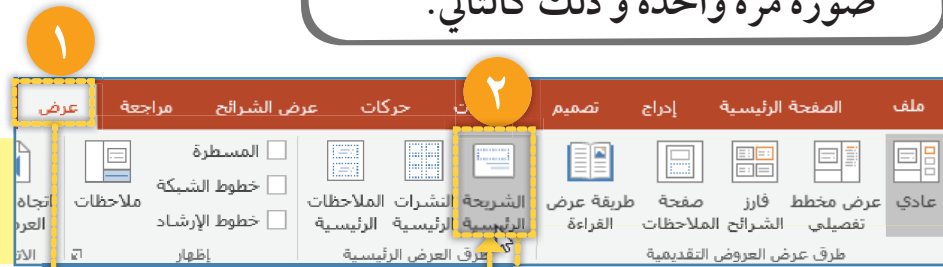 صورة مرة واحدة و ذلك كالتالي.
١
٢
ملف الصفحة الرئيسية إدراج تصميم حركات عرض الشرائح مراجعة عرض
عادي
عرض مخطط تفصيلي
فارز الشرائح
صفحة الملاحظات
طريقة عرض القراءة
طرق عرض العروض التقديمية
الشريحة الرئيسية
النشرات الرئيسية
الملاحظات الرئيسية
طرق العرض الرئيسية
المسطرة
خطوط الشبكة
خطوط الإرشاد
إظهار
ملاحظات
اتجاه